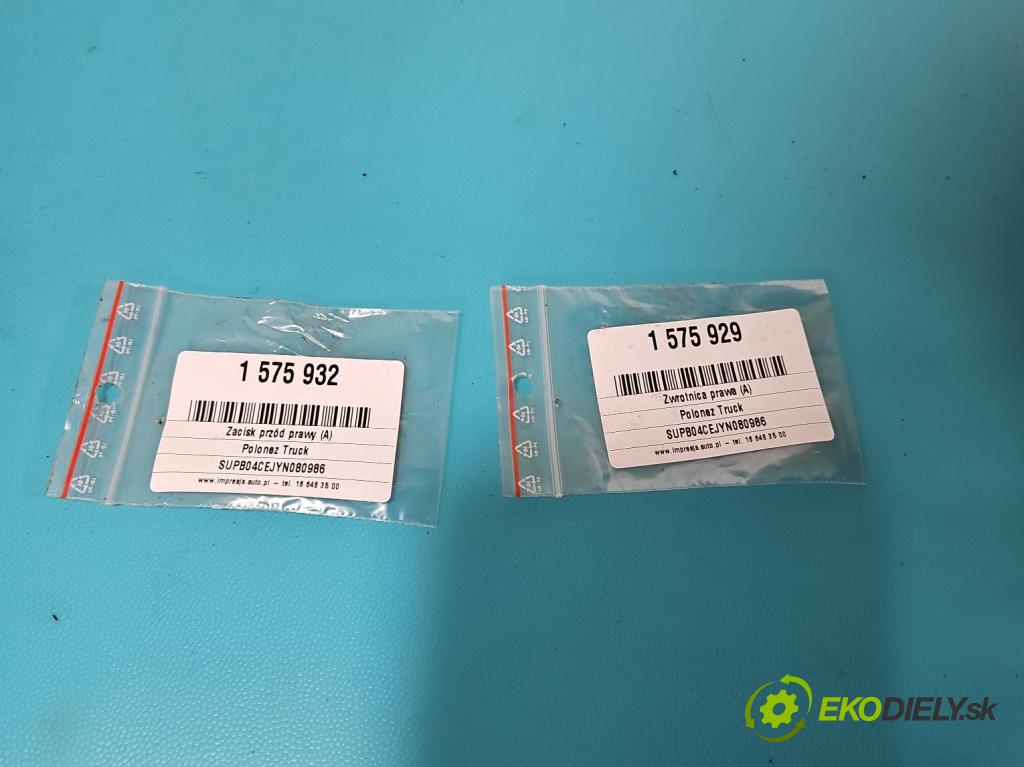 1 575 932
Zacisk przód prawy (A)
Polonez Truck
SUPB04CEJYN080986
www.impresja.auto.pl – tel. 16 648 35 00
1 575 929
Zwrotnica prawa (A)
Polonez Truck
SUPB04CEJYN080986
www.impresja.auto.pl – tel. 16 648 35 00
EKODIELY.sk